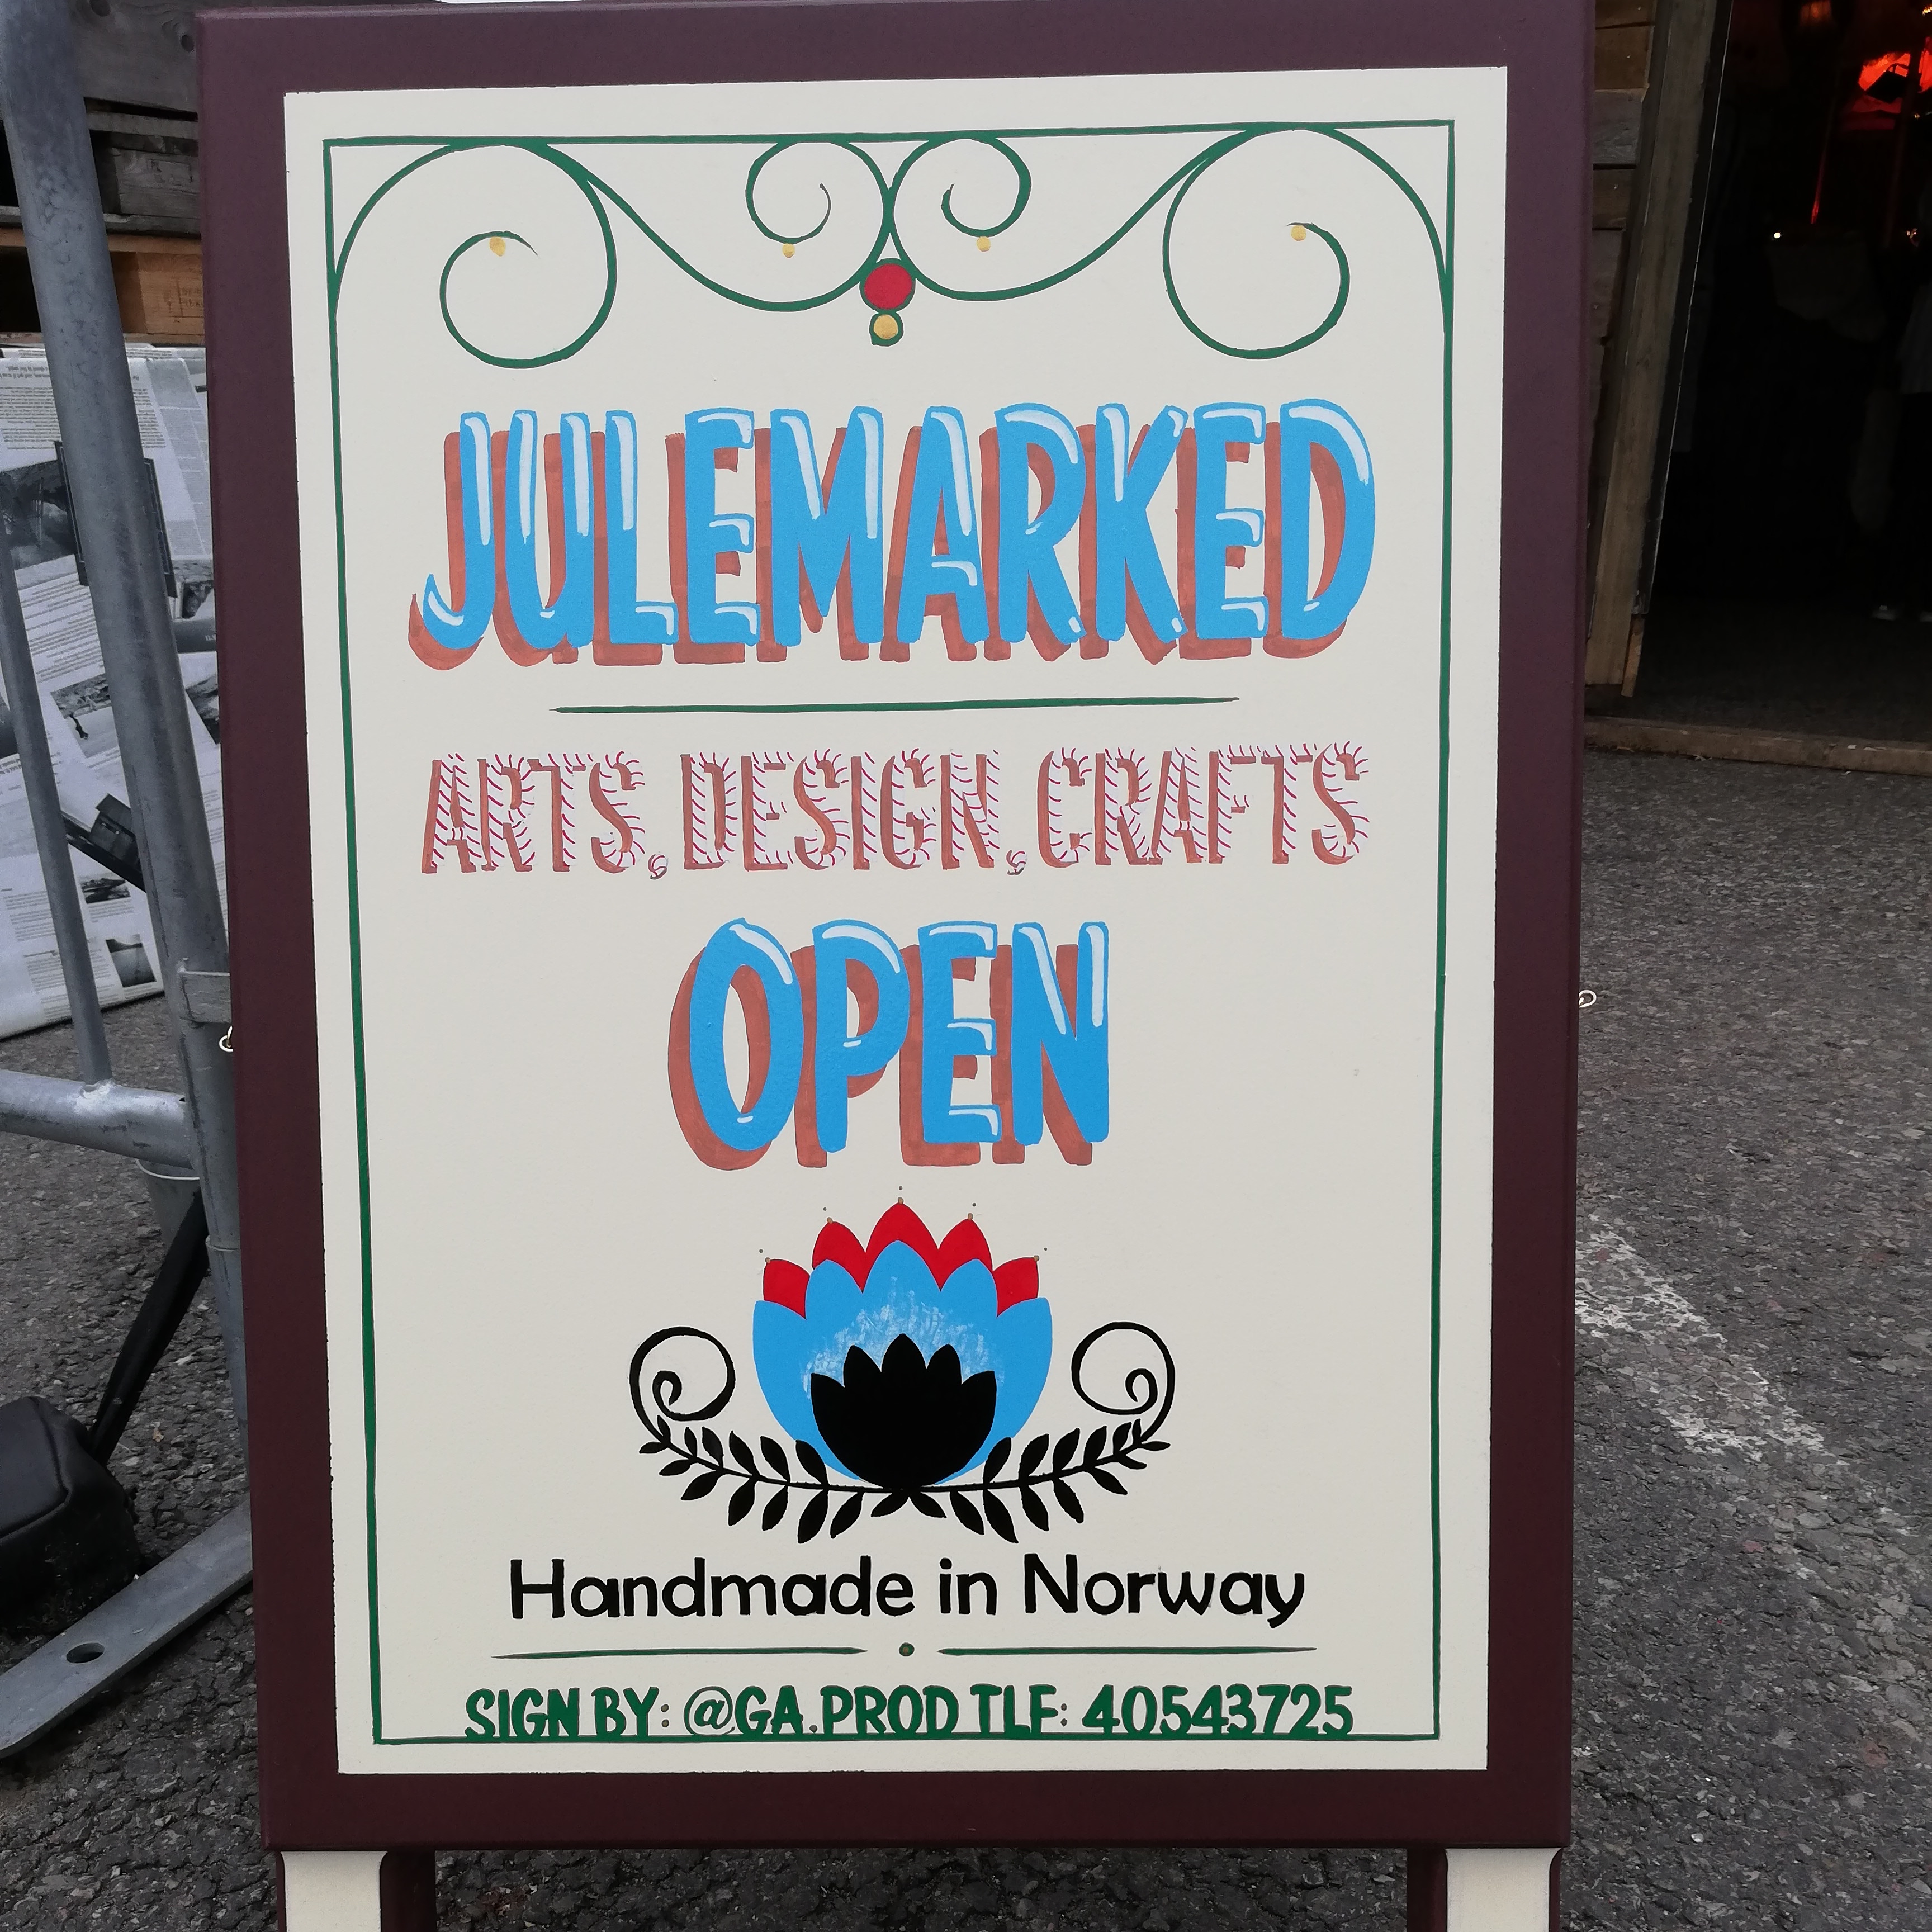 JULEMARKED
ARTS, DESIGN, CRAFTS
OPEN
Handmade in Norway
SIGN BY: @GA.PROD TLF: 40543725